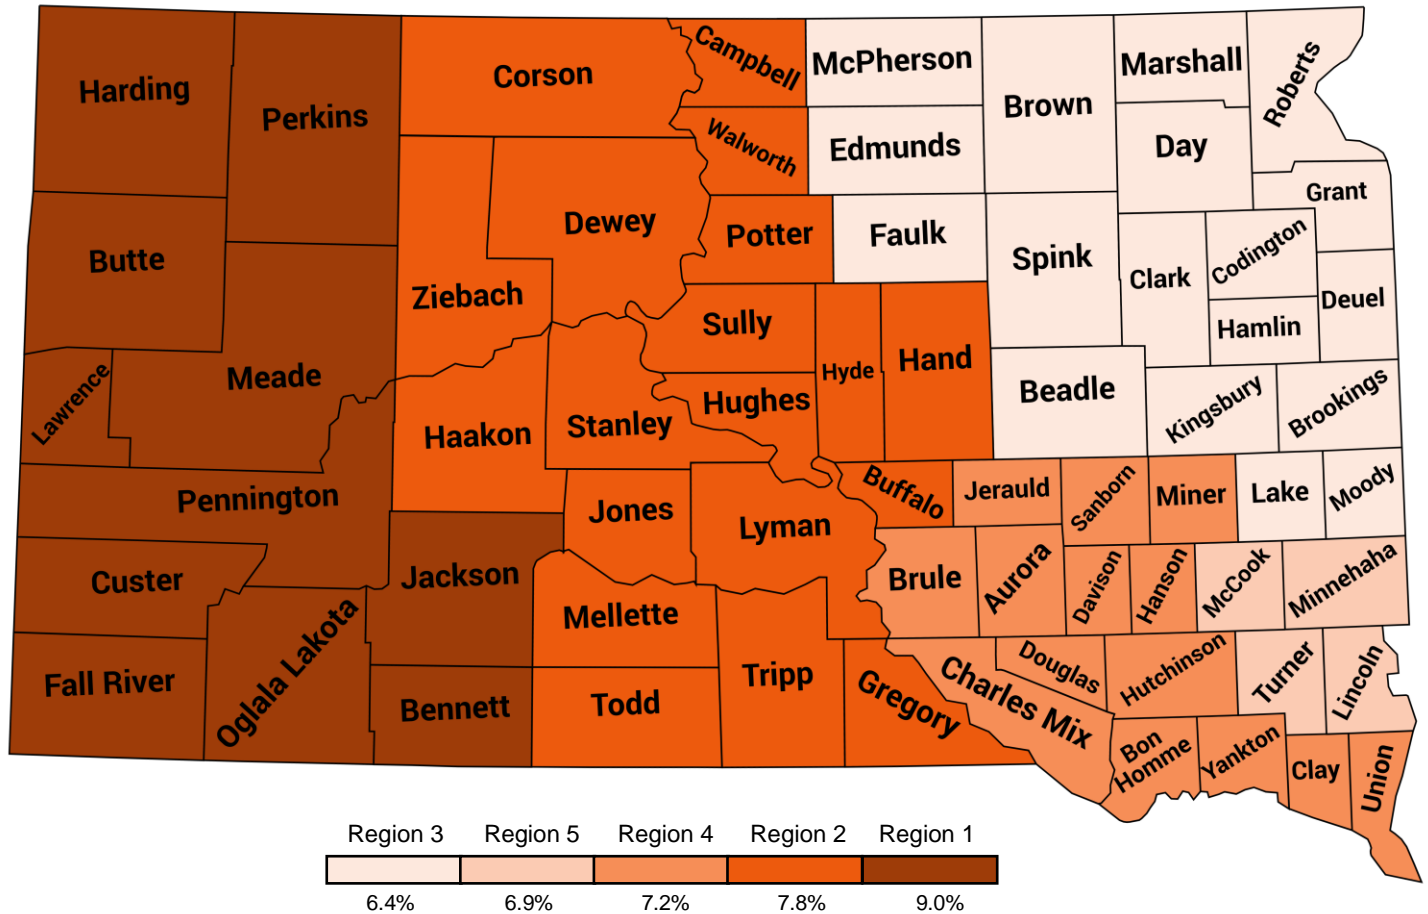 Harding
Perkins
Corson
Campbell
McPherson
Brown
Marshall
Roberts
Walworth
Edmunds
Day
Grant
Butte
Dewey
Potter
Faulk
Spink
Clark
Codington
Ziebach
Sully
Hyde
Hand
Hamlin
Deuel
Lawrence
Meade
Haakon
Stanley
Hughes
Beadle
Kingsbury
Brookings
Pennington
Jones
Lyman
Buffalo
Jerauld
Sanborn
Miner
Lake
Moody
Custer
Jackson
Brule
Aurora
Davison
Hanson
McCook
Minnehaha
Fall River
Oglala Lakota
Bennett
Mellette
Todd
Tripp
Gregory
Charles Mix
Douglas
Hutchinson
Turner
Lincoln
Bon
Homme
Yankton
Clay
Union
Region 3 Region 5 Region 4 Region 2 Region 1
6.4% 6.9% 7.2% 7.8% 9.0%